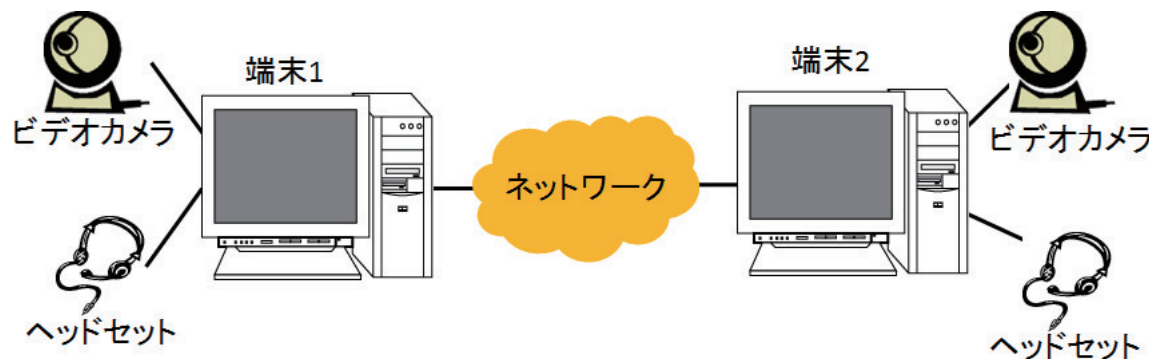 端末1
端末2
ビデオカメラ
ビデオカメラ
ネットワーク
ヘッドセット
ヘッドセット